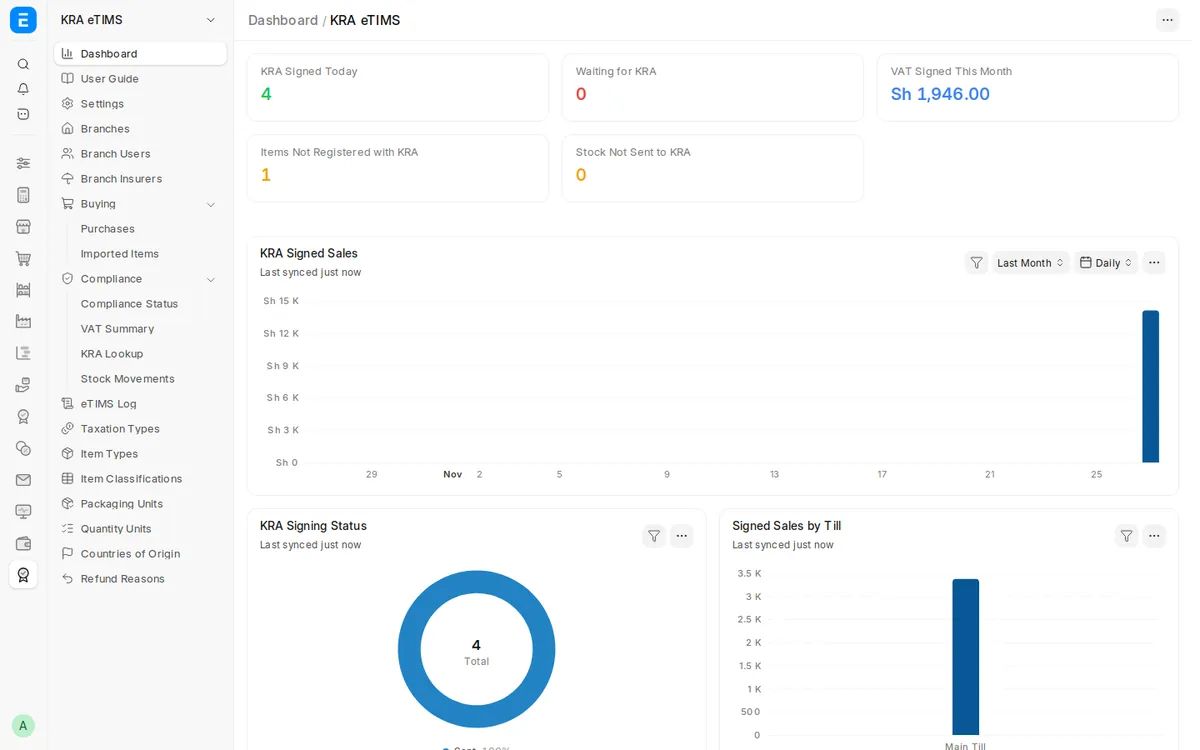 E
KRA eTIMS
Dashboard
User Guide
Settings
Branches
Branch Users
Branch Insurers
Buying
Purchases
Imported Items
Compliance
Compliance Status
VAT Summary
KRA Lookup
Stock Movements
eTIMS Log
Taxation Types
Item Types
Item Classifications
Packaging Units
Quantity Units
Countries of Origin
Refund Reasons
A
Dashboard / KRA eTIMS
KRA Signed Today
4
Waiting for KRA
0
VAT Signed This Month
Sh 1,946.00
Items Not Registered with KRA
1
Stock Not Sent to KRA
0
KRA Signed Sales
Last synced just now
Last Month
Daily
Sh 15 K
Sh 12 K
Sh 9 K
Sh 6 K
Sh 3 K
Sh 0
29 Nov 2 5 9 13 17 21 25
KRA Signing Status
Last synced just now
4
Total
Sent 100%
Signed Sales by Till
Last synced just now
3.5 K
3 K
2.5 K
2 K
1.5 K
1 K
500
0
Main Till